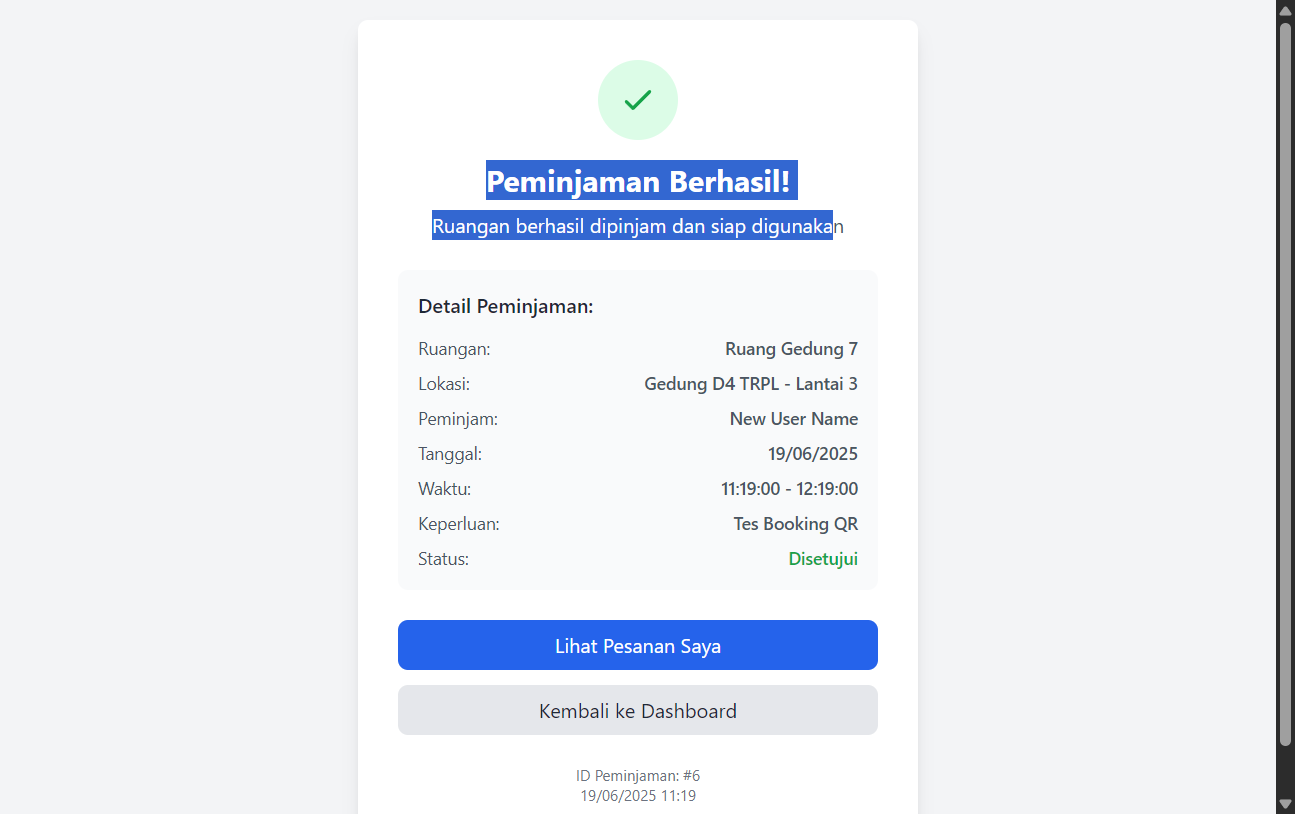 Peminjaman Berhasil!
Ruangan berhasil dipinjam dan siap digunakan
Detail Peminjaman:
Ruangan: Ruang Gedung 7
Lokasi: Gedung D4 TRPL - Lantai 3
Peminjam: New User Name
Tanggal: 19/06/2025
Waktu: 11:19:00 - 12:19:00
Keperluan: Tes Booking QR
Status: Disetujui
Lihat Pesanan Saya
Kembali ke Dashboard
ID Peminjaman: #6
19/06/2025 11:19